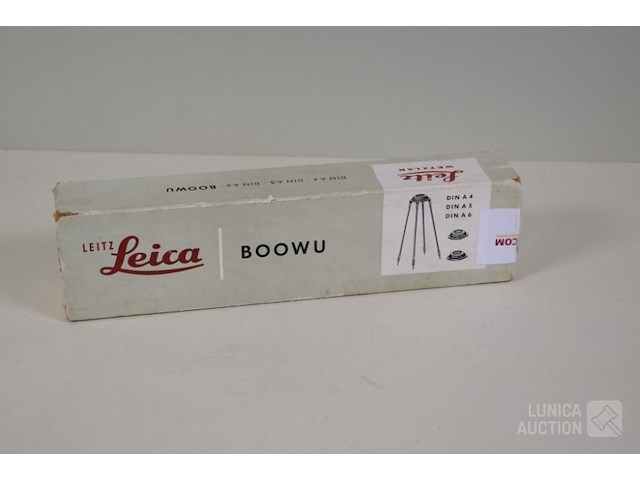 DIN A 4 · DIN A 5 · DIN A 6 · BOOWU
Leitz
WETZLAR
LEITZ
Leica
BOOWU
DIN A 4
DIN A 5
DIN A 6
COM
LUNICA
AUCTION